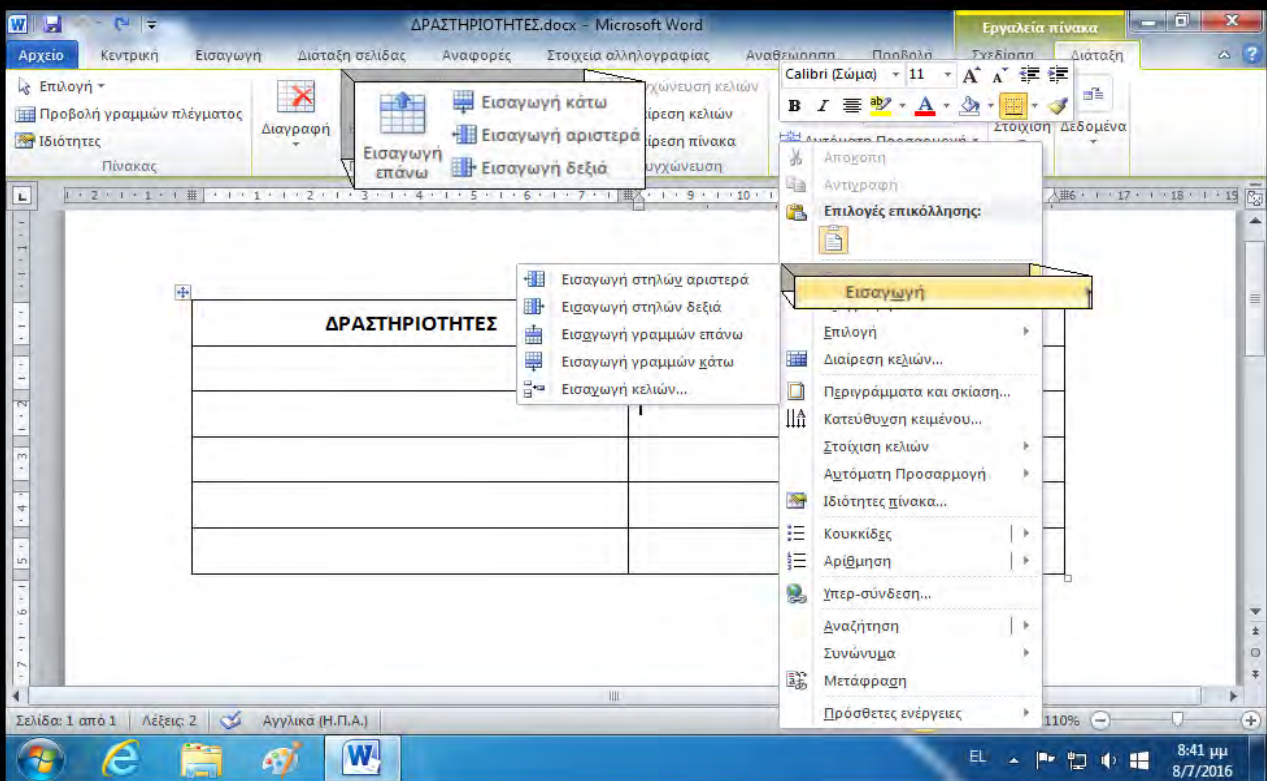 ΔΡΑΣΤΗΡΙΟΤΗΤΕΣ.docx - Microsoft Word
Εργαλεία πίνακα
Αρχείο Κεντρική Εισαγωγή Διάταξη σελίδας Αναφορές Στοιχεία αλληλογραφίας Αναθεώρηση Προβολή Σχεδίαση Διάταξη
Επιλογή
Προβολή γραμμών πλέγματος
Ιδιότητες
Πίνακας
Διαγραφή
Εισαγωγή επάνω
Εισαγωγή κάτω
Εισαγωγή αριστερά
Εισαγωγή δεξιά
Calibri (Σώμα) 11
B I
Στοίχιση Δεδομένα
Αποκοπή
Αντιγραφή
Επιλογές επικόλλησης:
Εισαγωγή
Επιλογή
Διαίρεση κελιών...
Περιγράμματα και σκίαση...
Κατεύθυνση κειμένου...
Στοίχιση κελιών
Αυτόματη Προσαρμογή
Ιδιότητες πίνακα...
Κουκκίδες
Αρίθμηση
Υπερ-σύνδεση...
Αναζήτηση
Συνώνυμα
Μετάφραση
Πρόσθετες ενέργειες
Εισαγωγή στηλών αριστερά
Εισαγωγή στηλών δεξιά
Εισαγωγή γραμμών επάνω
Εισαγωγή γραμμών κάτω
Εισαγωγή κελιών...
ΔΡΑΣΤΗΡΙΟΤΗΤΕΣ
Σελίδα: 1 από 1 Λέξεις: 2 Αγγλικά (Η.Π.Α.) 110%
EL 8:41 μμ
8/7/2016